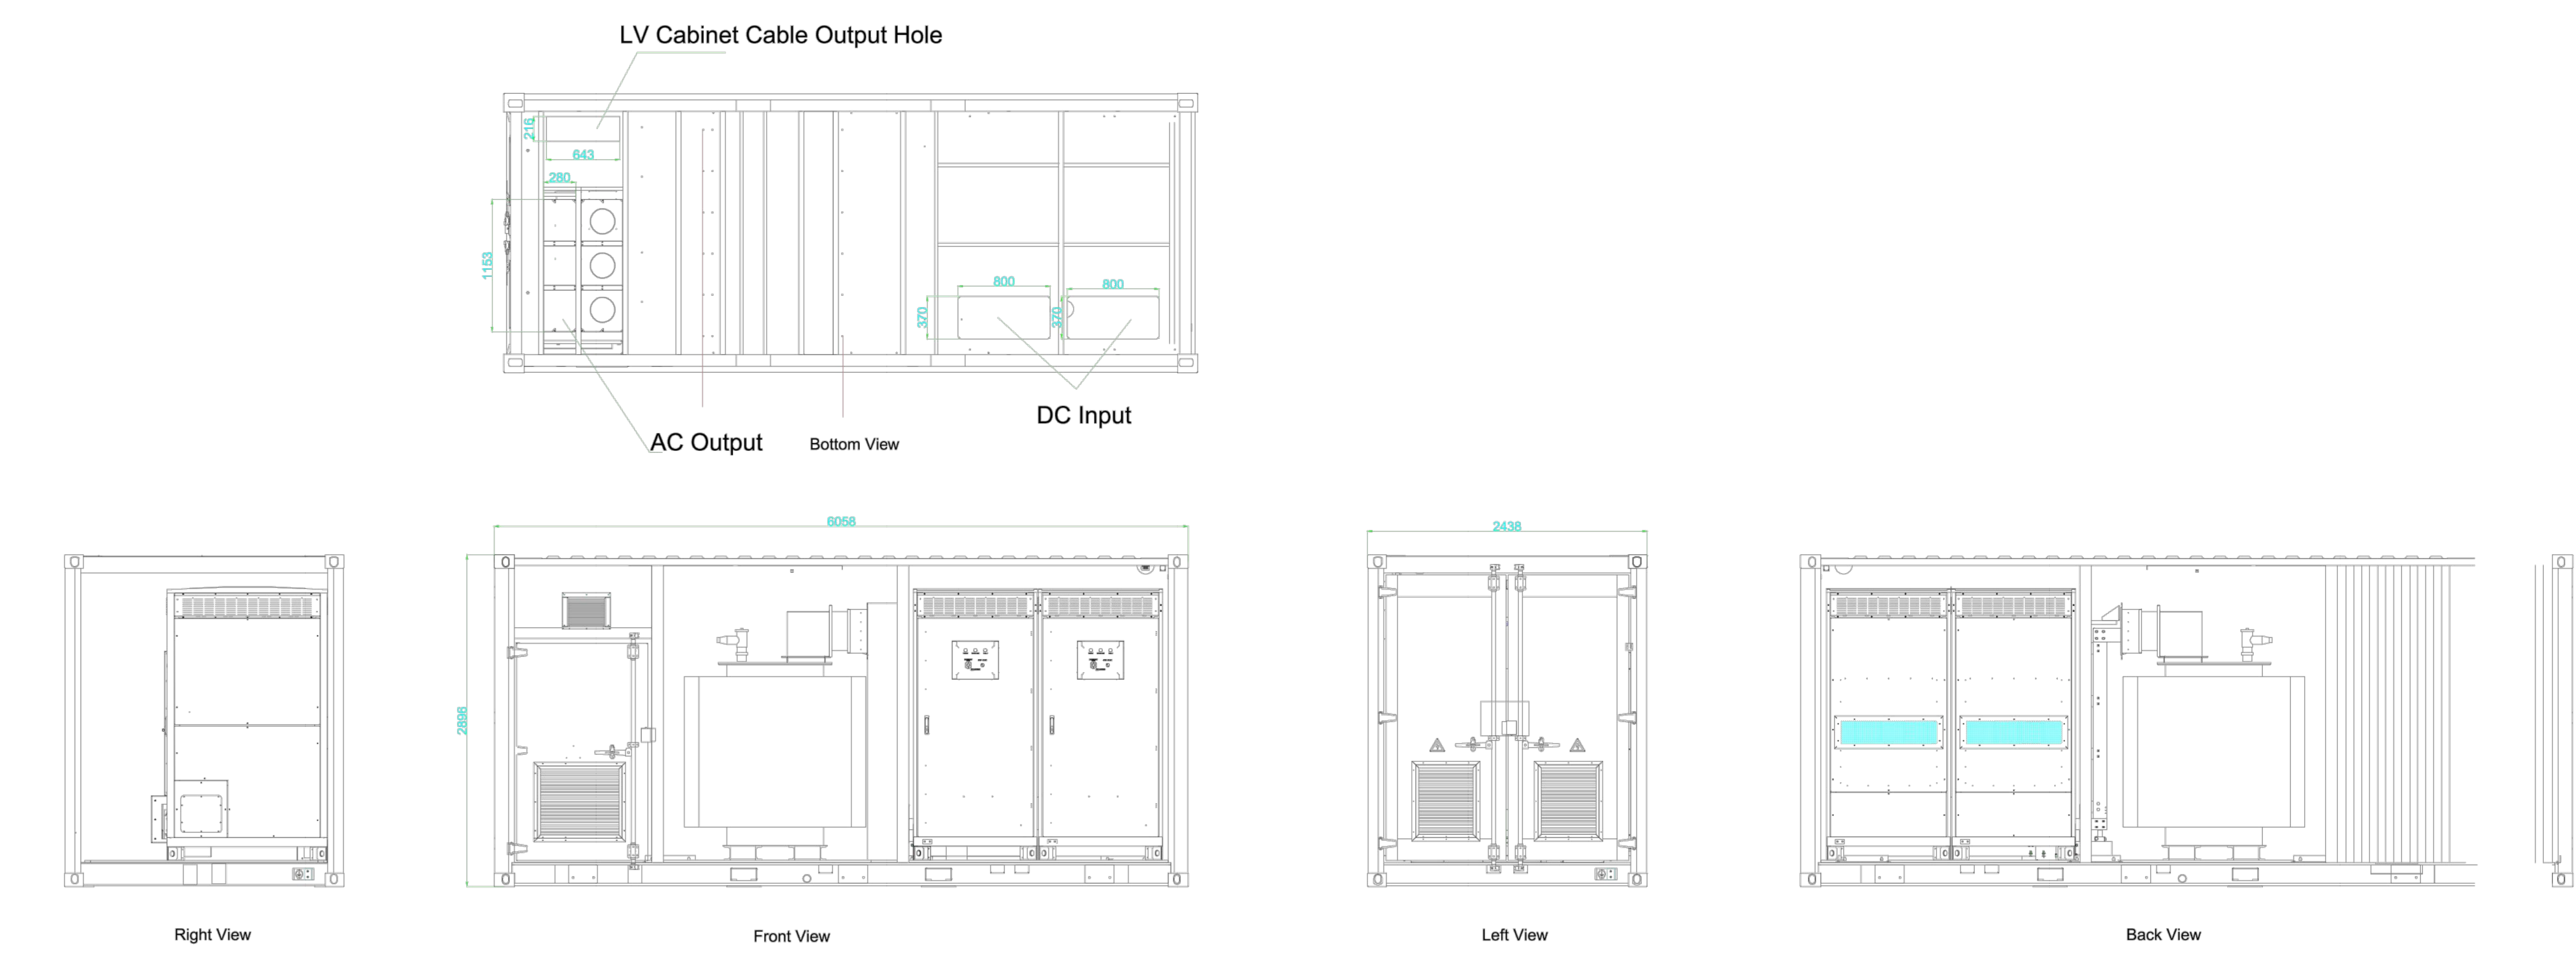 LV Cabinet Cable Output Hole
216
643
280
1153
800
800
370
370
DC Input
AC Output
Bottom View
6058
2438
2896
Right View
Front View
Left View
Back View